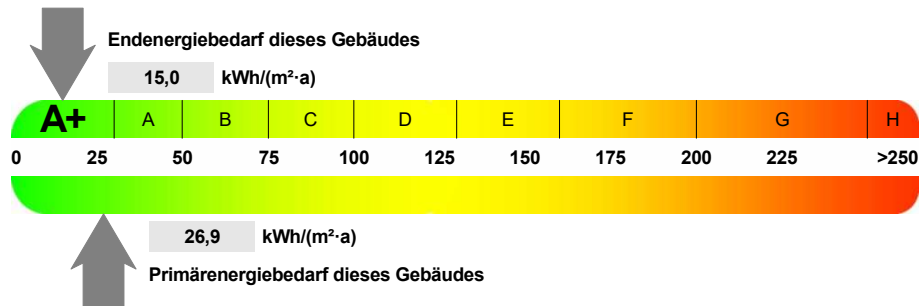 Endenergiebedarf dieses Gebäudes
15,0 kWh/(m²·a)
A+ A B C D E F G H
0 25 50 75 100 125 150 175 200 225 >250
26,9 kWh/(m²·a)
Primärenergiebedarf dieses Gebäudes